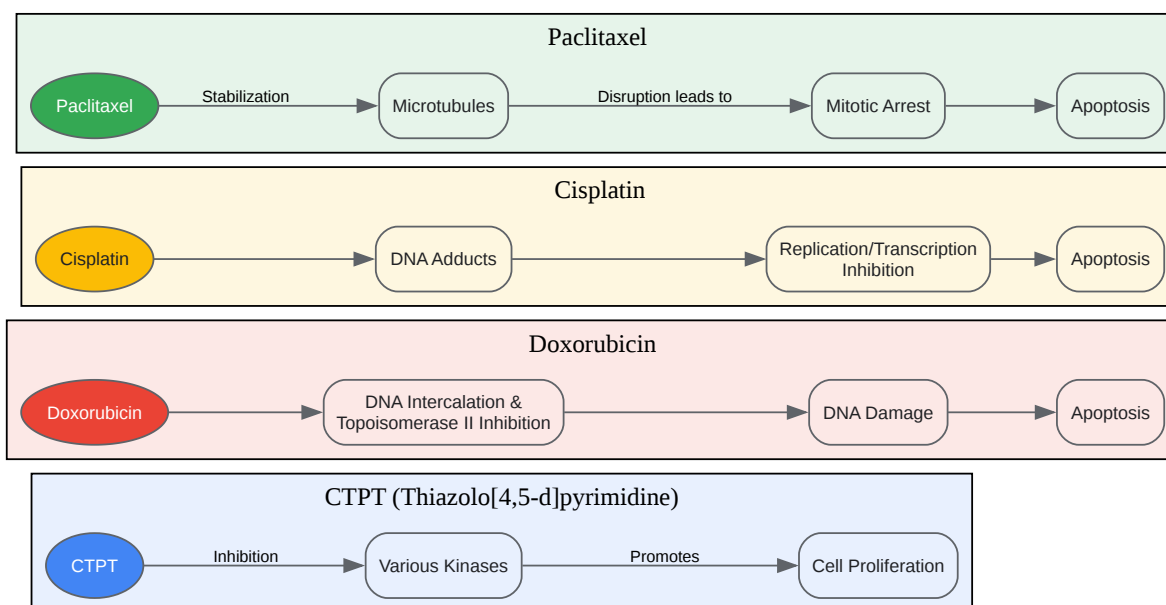 Paclitaxel
Paclitaxel
Stabilization
Microtubules
Disruption leads to
Mitotic Arrest
Apoptosis
Cisplatin
Cisplatin
DNA Adducts
Replication/Transcription
Inhibition
Apoptosis
Doxorubicin
Doxorubicin
DNA Intercalation &
Topoisomerase II Inhibition
DNA Damage
Apoptosis
CTPT (Thiazolo[4,5-d]pyrimidine)
CTPT
Inhibition
Various Kinases
Promotes
Cell Proliferation